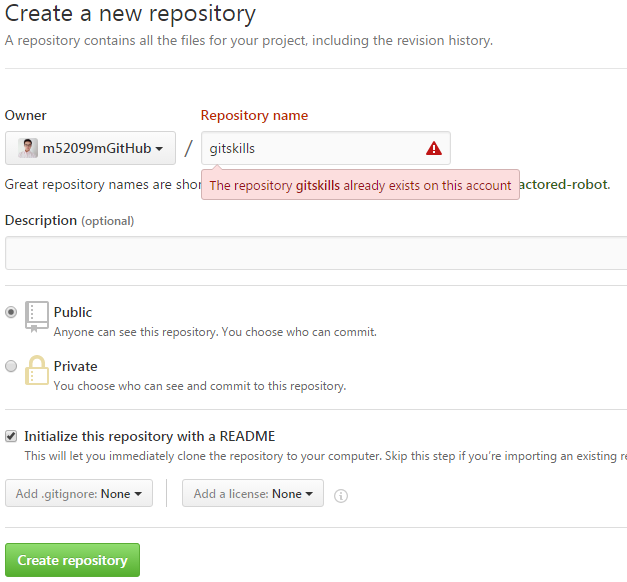 Create a new repository
A repository contains all the files for your project, including the revision history.
Owner
Repository name
m52099mGitHub
/
gitskills
Great repository names are shor
actored-robot.
The repository gitskills already exists on this account
Description (optional)
Public
Anyone can see this repository. You choose who can commit.
Private
You choose who can see and commit to this repository.
Initialize this repository with a README
This will let you immediately clone the repository to your computer. Skip this step if you're importing an existing re
Add .gitignore: None
Add a license: None
Create repository